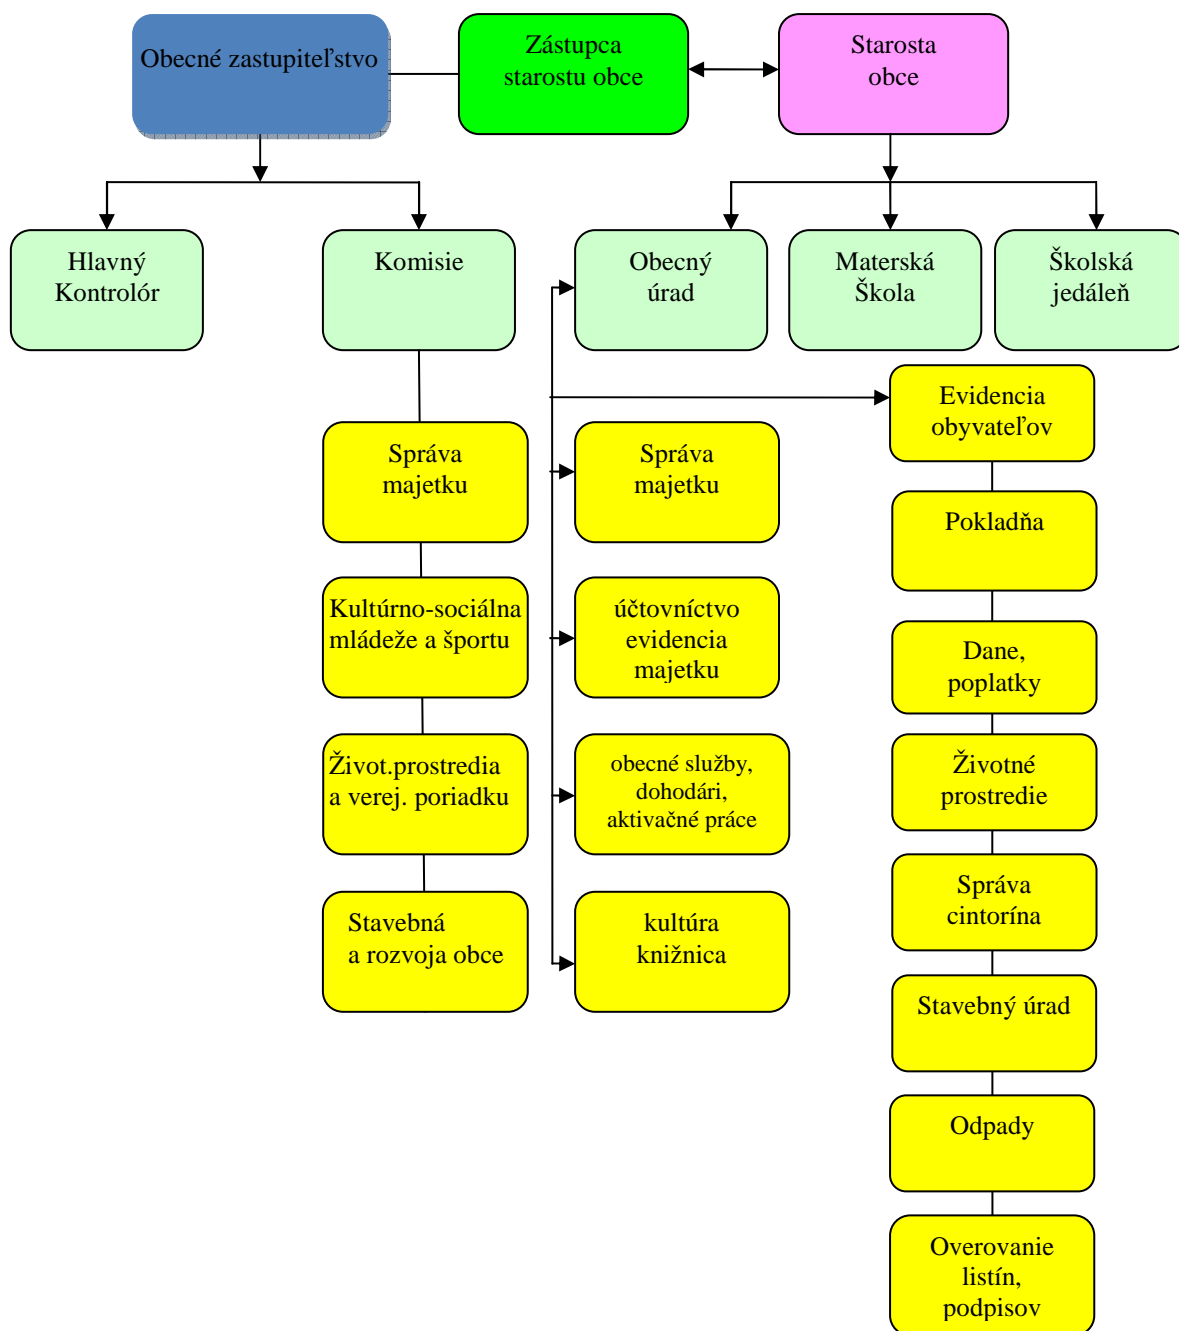 Obecné zastupiteľstvo
Zástupca
starostu obce
Starosta
obce
Hlavný
Kontrolór
Komisie
Obecný
úrad
Materská
Škola
Školská
jedáleň
Správa
majetku
Kultúrno-sociálna
mládeže a športu
Život.prostredia
a verej. poriadku
Stavebná
a rozvoja obce
Správa
majetku
účtovníctvo
evidencia
majetku
obecné služby,
dohodári,
aktivačné práce
kultúra
knižnica
Evidencia
obyvateľov
Pokladňa
Dane,
poplatky
Životné
prostredie
Správa
cintorína
Stavebný úrad
Odpady
Overovanie
listín,
podpisov